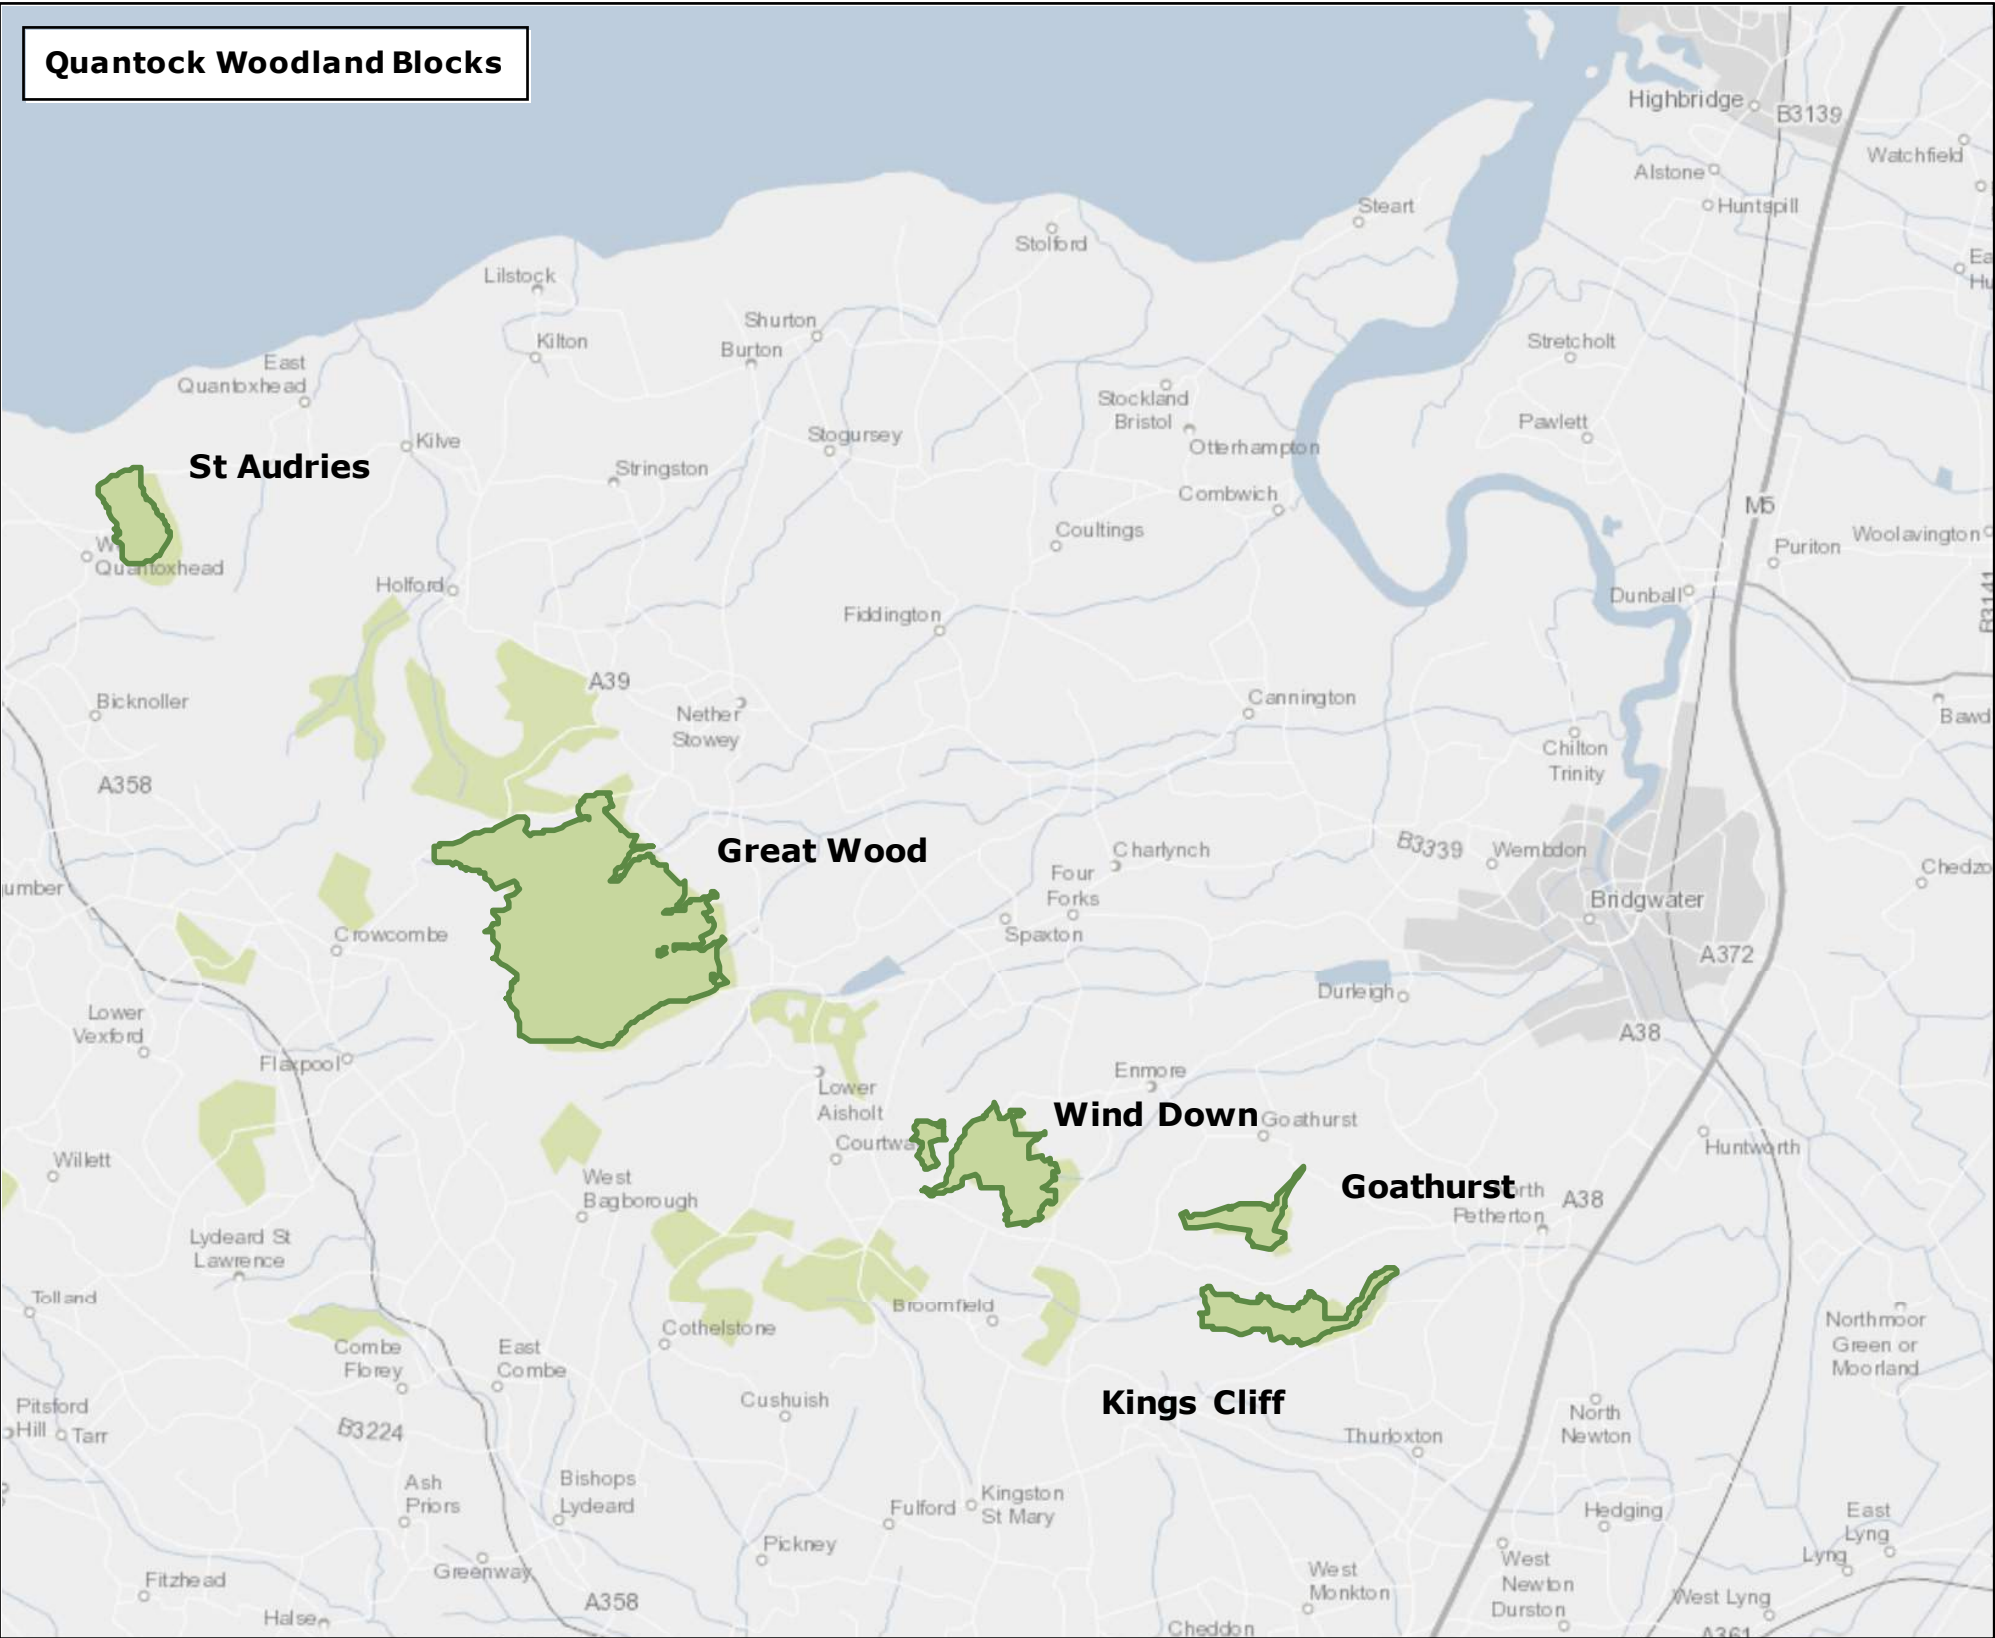 Quantock Woodland Blocks
Highbridge
B3139
Watchfield
Alstone
Huntspill
Steart
Stolford
Lilstock
Shurton
Kilton
Burton
Stretcholt
East
Quantoxhead
Stockland
Bristol
Pawlett
Kilve
Stogursey
Otterhampton
St Audries
Stringston
Combwich
M5
Coultings
Woolavington
Puriton
Quantoxhead
Holford
Dunball
B3141
Fiddington
A39
Bicknoller
Cannington
Nether
Stowey
Chilton
Trinity
A358
Great Wood
Charlynch
B3339
Wembdon
Four
Forks
Bridgwater
Crowcombe
Spaxton
A372
Durleigh
Lower
Vexford
A38
Flaxpool
Enmore
Lower
Aisholt
Wind Down
Goathurst
Courtwa
Huntworth
Willett
West
Bagborough
Goathurst
Petherton
A38
Lydeard St
Lawrence
Tolland
Broomfield
Cothelstone
Northmoor
Green or
Moorland
Combe
Florey
East
Combe
Kings Cliff
Cushuish
Pitsford
Hill
Tarr
B3224
North
Newton
Thurloxton
Ash
Priors
Bishops
Lydeard
Kingston
St Mary
Fulford
Hedging
East
Lyng
Pickney
Lyng
Greenway
West
Newton
Durston
West
Monkton
Fitzhead
A358
West Lyng
Halse
Cheddon
A361